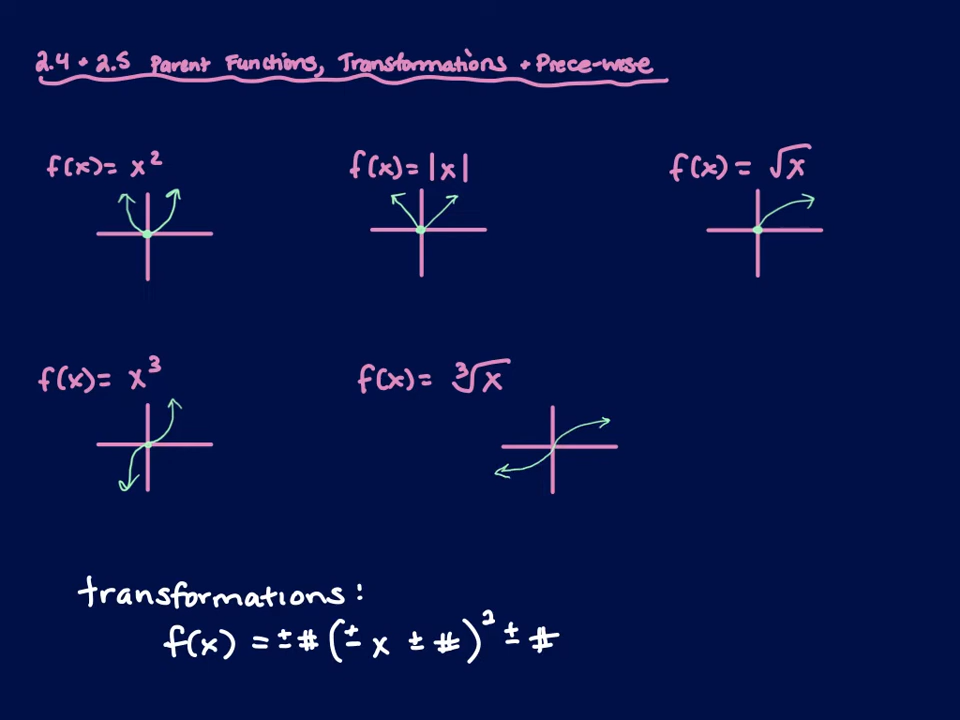 2.4 + 2.5 Parent Functions, Transformations + Piece-wise
f(x)= x²
f(x)= |x|
f(x) = √x
f(x)= x³
f(x)= ∛x
transformations:
f(x) = ±#(±x ± #)² ± #